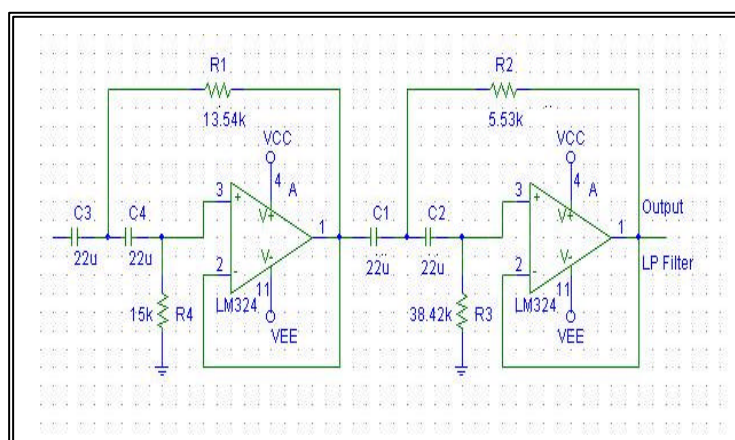 R1
13.54k
R2
5.53k
VCC
4
A
VCC
4
A
C3
C4
3
+
V+
1
C1
C2
3
+
V+
1
Output
22u
22u
2
-
V-
22u
22u
2
-
V-
LP Filter
15k
R4
11
LM324
38.42k
R3
11
LM324
VEE
VEE